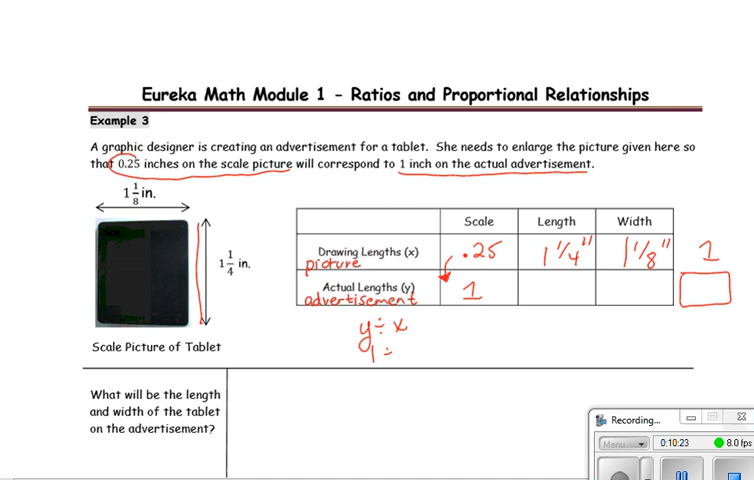 Eureka Math Module 1 - Ratios and Proportional Relationships
Example 3
A graphic designer is creating an advertisement for a tablet. She needs to enlarge the picture given here so
that 0.25 inches on the scale picture will correspond to 1 inch on the actual advertisement.
1 1/8 in.
1 1/4 in.
Scale Picture of Tablet
Scale Length Width
Drawing Lengths (x) .25 1 1/4" 1 1/8" 1
picture
Actual Lengths (y) 1
advertisement
y ÷ x
1 ÷
What will be the length
and width of the tablet
on the advertisement?
Recording...
Menu 0:10:23 8.0 fps